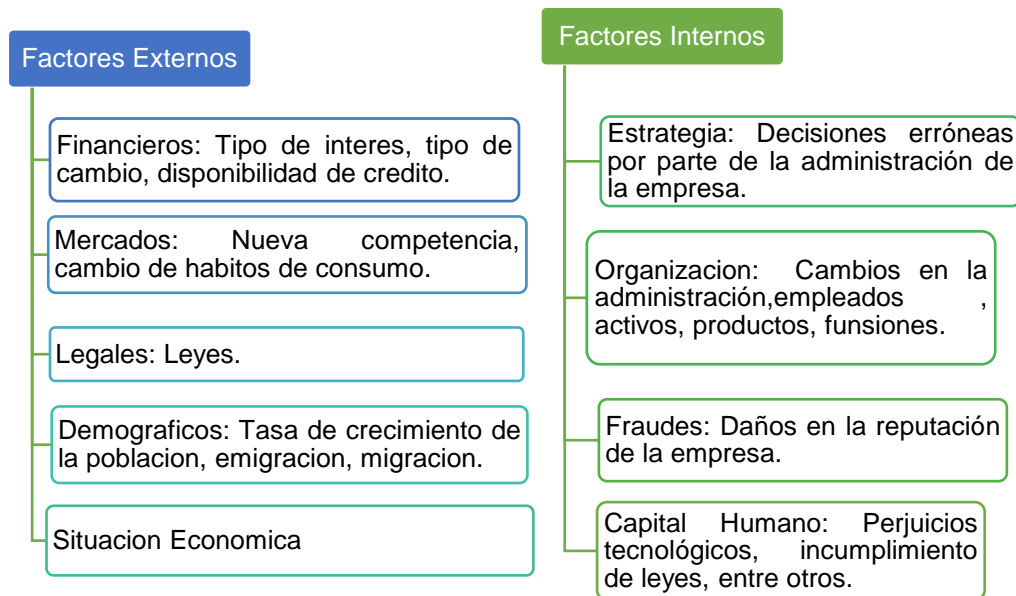 Factores Externos
Financieros: Tipo de interes, tipo de
cambio, disponibilidad de credito.
Mercados: Nueva competencia,
cambio de habitos de consumo.
Legales: Leyes.
Demograficos: Tasa de crecimiento de
la poblacion, emigracion, migracion.
Situacion Economica
Factores Internos
Estrategia: Decisiones erróneas
por parte de la administración de
la empresa.
Organizacion: Cambios en la
administración,empleados ,
activos, productos, funsiones.
Fraudes: Daños en la reputación
de la empresa.
Capital Humano: Perjuicios
tecnológicos, incumplimiento
de leyes, entre otros.